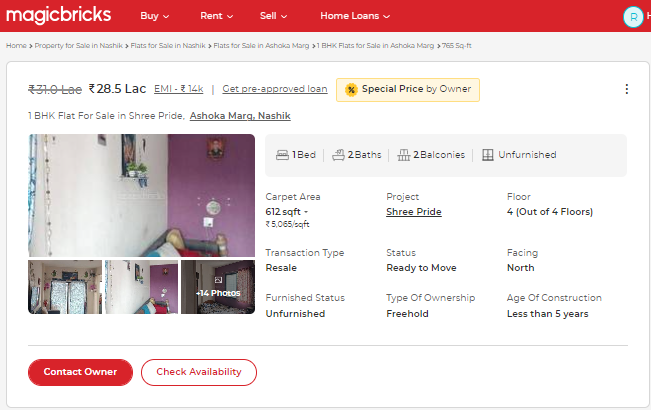 magicbricks Buy Rent Sell Home Loans R H
Home > Property for Sale in Nashik > Flats for Sale in Nashik > Flats for Sale in Ashoka Marg > 1 BHK Flats for Sale in Ashoka Marg > 765 Sq-ft
₹31.0 Lac ₹28.5 Lac EMI - ₹ 14k | Get pre-approved loan % Special Price by Owner
1 BHK Flat For Sale in Shree Pride, Ashoka Marg, Nashik
1 Bed 2 Baths 2 Balconies Unfurnished
Carpet Area Project Floor
612 sqft Shree Pride 4 (Out of 4 Floors)
₹ 5,065/sqft
Transaction Type Status Facing
Resale Ready to Move North
+14 Photos
Furnished Status Type Of Ownership Age Of Construction
Unfurnished Freehold Less than 5 years
Contact Owner Check Availability